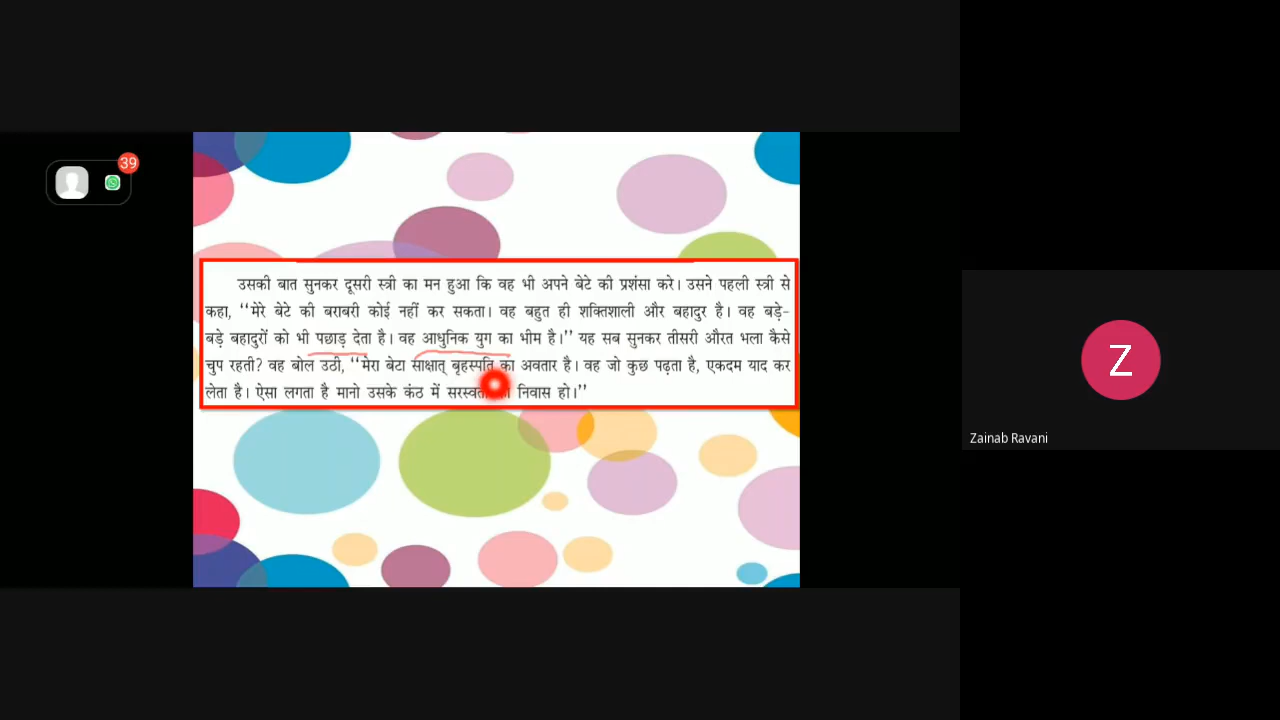 39
उसकी बात सुनकर दूसरी स्त्री का मन हुआ कि वह भी अपने बेटे की प्रशंसा करे। उसने पहली स्त्री से
कहा, ‘‘मेरे बेटे की बराबरी कोई नहीं कर सकता। वह बहुत ही शक्तिशाली और बहादुर है। वह बड़े-
बड़े बहादुरों को भी पछाड़ देता है। वह आधुनिक युग का भीम है।’’ यह सब सुनकर तीसरी औरत भला कैसे
चुप रहती? वह बोल उठी, ‘‘मेरा बेटा साक्षात् बृहस्पति का अवतार है। वह जो कुछ पढ़ता है, एकदम याद कर
लेता है। ऐसा लगता है मानो उसके कंठ में निवास हो।’’
Z
Zainab Ravani